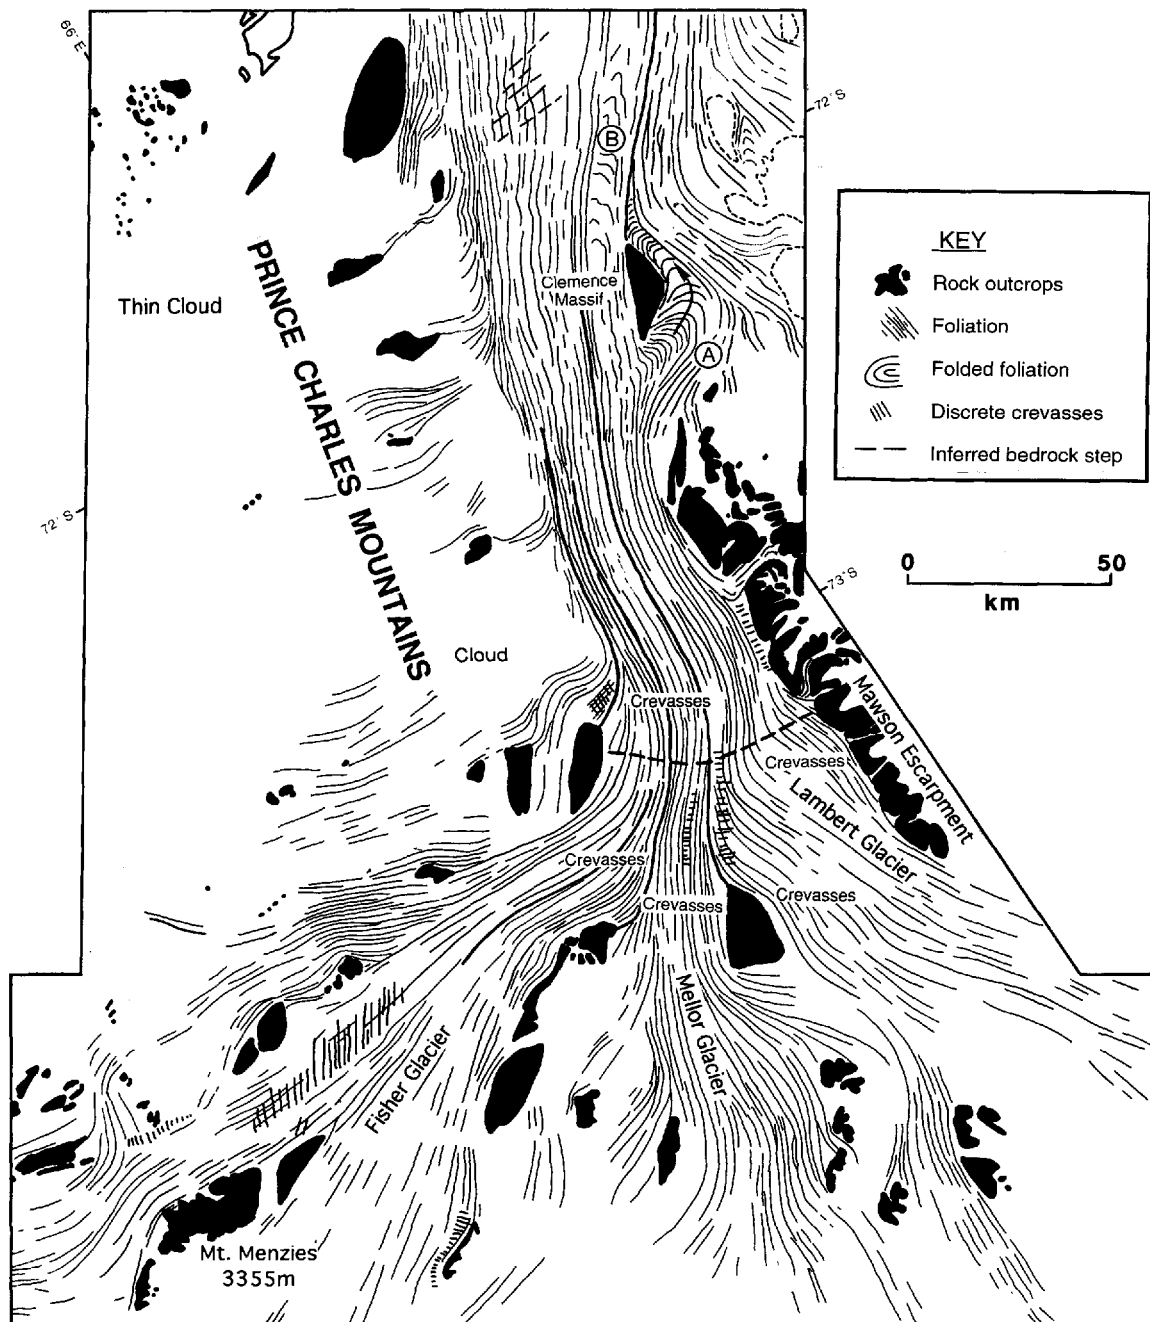 66°E
72°S
B
KEY
Rock outcrops
Foliation
Folded foliation
Discrete crevasses
Inferred bedrock step
Thin Cloud
PRINCE CHARLES MOUNTAINS
Clemence
Massif
A
72°S
73°S
0 50
km
Cloud
Crevasses
Mawson Escarpment
Crevasses
Lambert Glacier
Crevasses
Crevasses
Crevasses
Mellor Glacier
Fisher Glacier
Mt. Menzies
3355m